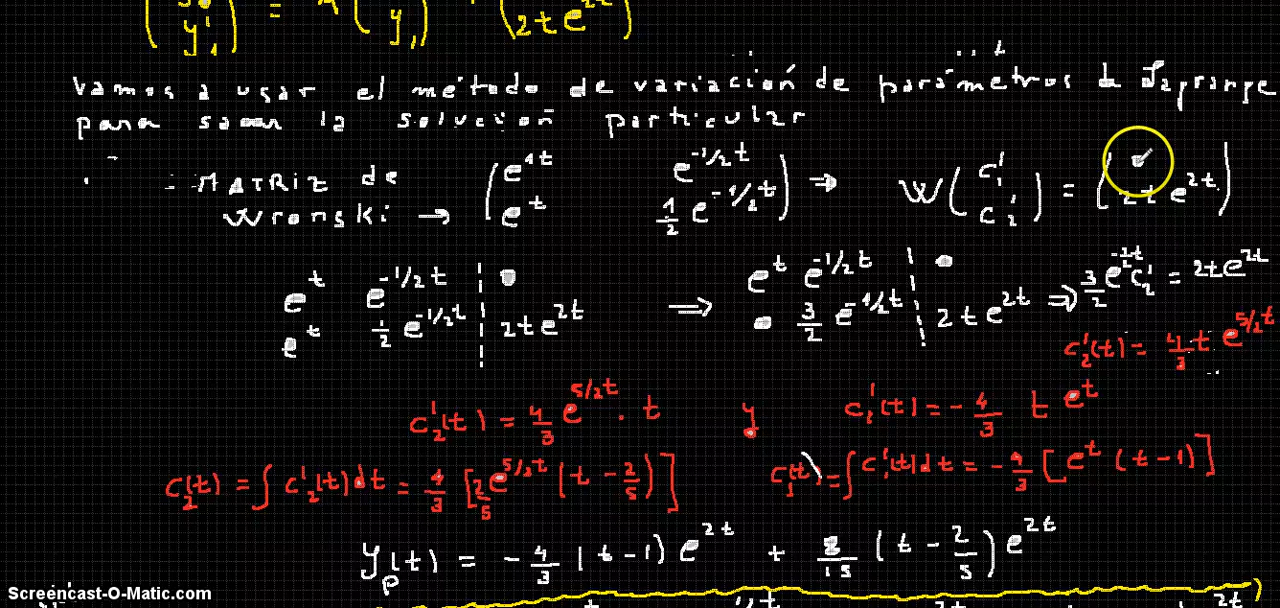 y'₁ = y₁ 2te^{2t}
vamos a usar el método de variación de parámetros de Lagrange
para sacar la solución particular
- MATRIZ de Wronski → ( e^{1t} e^{-1/2t} ; e^{t} 1/2 e^{-1/2t} ) ⇒ W ( c'₁ ; c'₂ ) = ( 0 ; 2t e^{2t} )
e^{t} e^{-1/2t} | 0 ⇒ e^{t} e^{-1/2t} | 0
e^{t} 1/2 e^{-1/2t} | 2te^{2t} 0 3/2 e^{-1/2t} | 2te^{2t} ⇒ 3/2 c'₂ = 2te^{2t}
c'₂(t) = 4/3 t e^{5/2t}
c'₂(t) = 4/3 e^{5/2t} · t y c'₁(t) = -4/3 t e^{t}
c₂(t) = ∫ c'₂(t)dt = 4/3 [2/5 e^{5/2t} (t - 2/5)] c₁(t) = ∫ c'₁(t)dt = -4/3 [e^{t} (t-1)]
y_p(t) = -4/3 (t-1) e^{2t} + 8/15 (t - 2/5) e^{2t}
Screencast-O-Matic.com